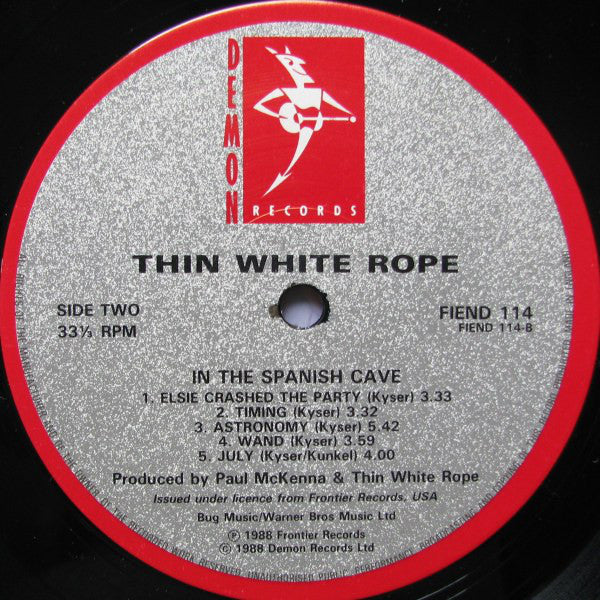 DEMON
RECORDS
THIN WHITE ROPE
SIDE TWO
33⅓ RPM
FIEND 114
FIEND 114-B
IN THE SPANISH CAVE
1. ELSIE CRASHED THE PARTY (Kyser) 3.33
2. TIMING (Kyser) 3.32
3. ASTRONOMY (Kyser) 5.42
4. WAND (Kyser) 3.59
5. JULY (Kyser/Kunkel) 4.00
Produced by Paul McKenna & Thin White Rope
Issued under licence from Frontier Records, USA
Bug Music/Warner Bros Music Ltd
Ⓟ 1988 Frontier Records
© 1988 Demon Records Ltd